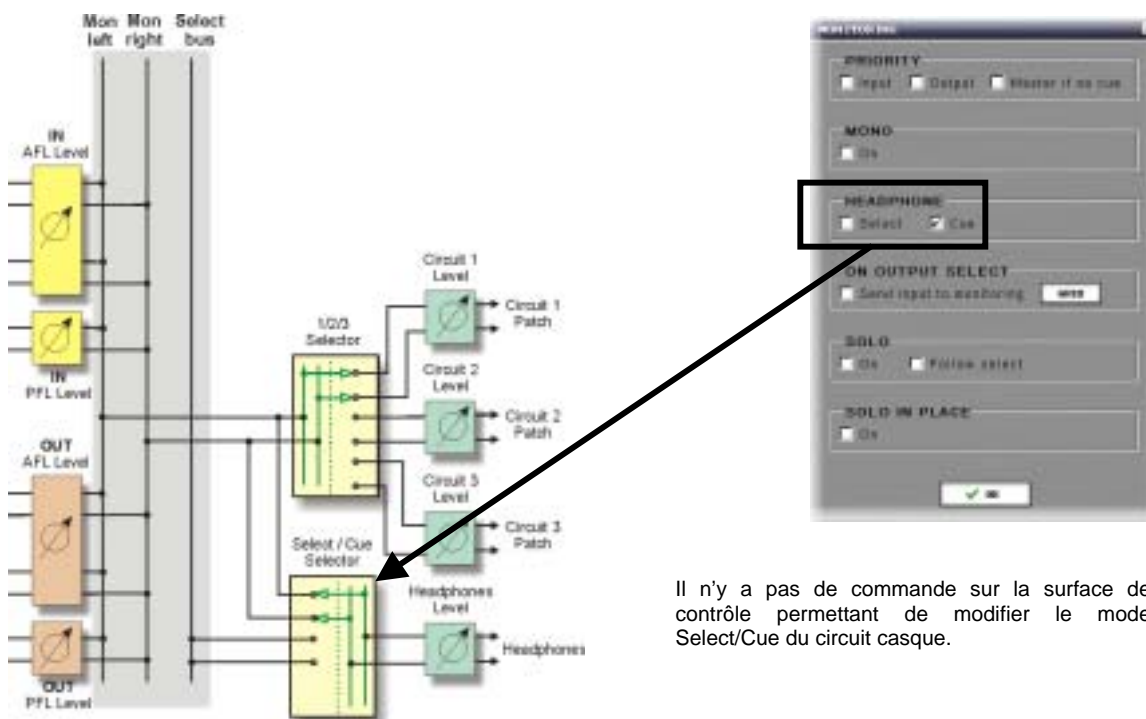 Mon Mon Select
left right bus
IN
AFL Level
IN
PFL Level
OUT
AFL Level
OUT
PFL Level
1/2/3
Selector
Select / Cue
Selector
Circuit 1
Level
Circuit 1
Patch
Circuit 2
Level
Circuit 2
Patch
Circuit 3
Level
Circuit 3
Patch
Headphones
Level
Headphones
MONITORING
PRIORITY
Input Output Master if no cue
MONO
On
HEADPHONE
Select Cue
ON OUTPUT SELECT
Send input to monitoring
SOLO
On Follow select
SOLO IN PLACE
On
Il n’y a pas de commande sur la surface de
contrôle permettant de modifier le mode
Select/Cue du circuit casque.